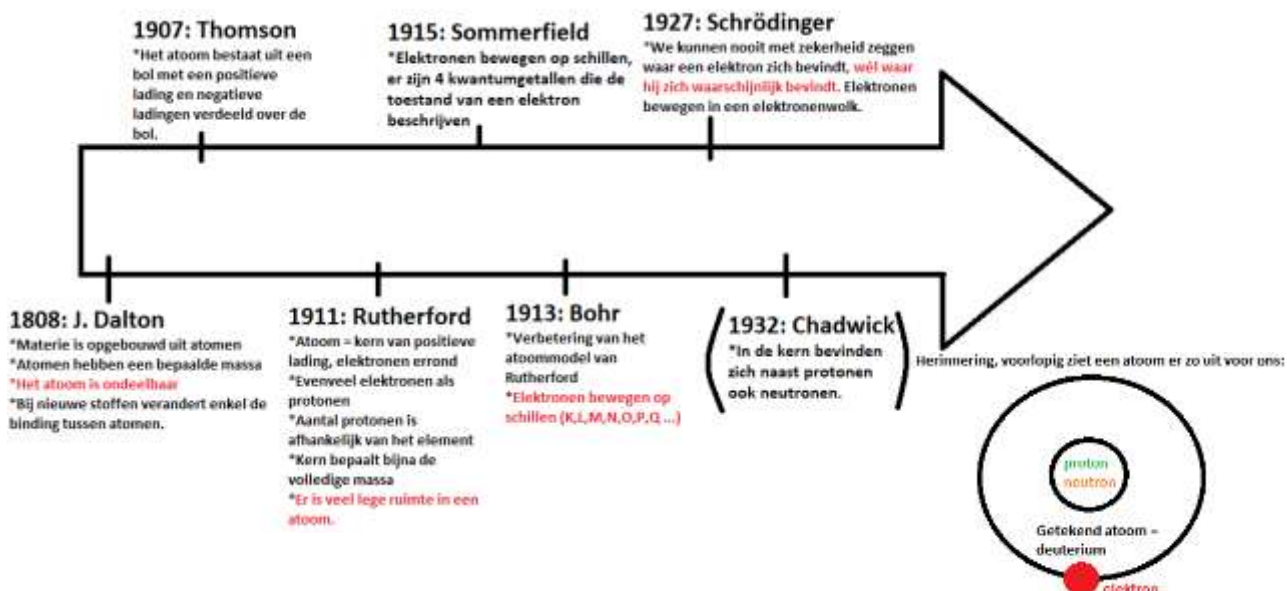 1907: Thomson
*Het atoom bestaat uit een
bol met een positieve
lading en negatieve
ladingen verdeeld over de
bol.
1915: Sommerfield
*Elektronen bewegen op schillen,
er zijn 4 kwantumgetallen die de
toestand van een elektron
beschrijven
1927: Schrödinger
*We kunnen nooit met zekerheid zeggen
waar een elektron zich bevindt, wél waar
hij zich waarschijnlijk bevindt. Elektronen
bewegen in een elektronenwolk.
1808: J. Dalton
*Materie is opgebouwd uit atomen
*Atomen hebben een bepaalde massa
*Het atoom is ondeelbaar
*Bij nieuwe stoffen verandert enkel de
binding tussen atomen.
1911: Rutherford
*Atoom = kern van positieve
lading, elektronen errond
*Evenveel elektronen als
protonen
*Aantal protonen is
afhankelijk van het element
*Kern bepaalt bijna de
volledige massa
*Er is veel lege ruimte in een
atoom.
1913: Bohr
*Verbetering van het
atoommodel van
Rutherford
*Elektronen bewegen op
schillen (K,L,M,N,O,P,Q ...)
1932: Chadwick
*In de kern bevinden
zich naast protonen
ook neutronen.
Herinnering, voorlopig ziet een atoom er zo uit voor ons:
proton
neutron
Getekend atoom =
deuterium
elektron